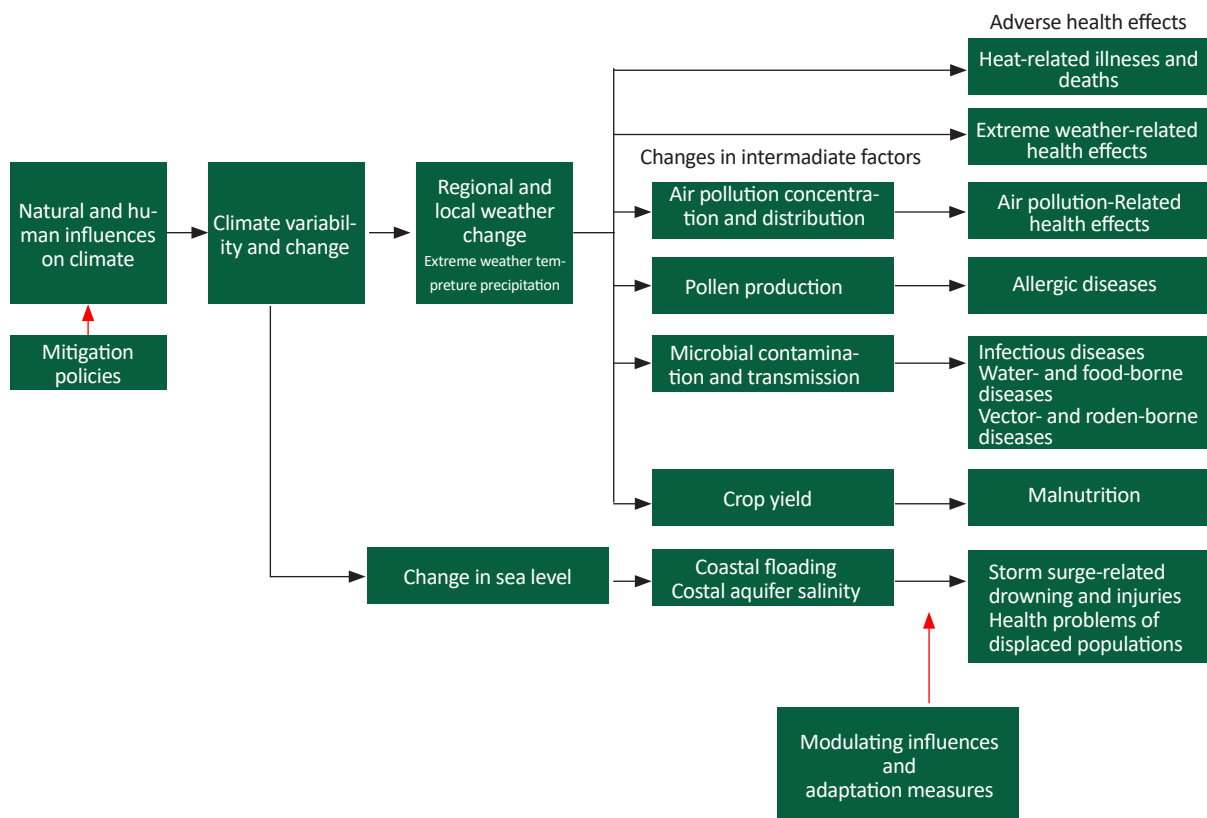 Adverse health effects
Heat-related illneses and
deaths
Extreme weather-related
health effects
Changes in intermadiate factors
Natural and hu-
man influences
on climate
Climate variabil-
ity and change
Regional and
local weather
change
Extreme weather tem-
preture precipitation
Air pollution concentra-
tion and distribution
Air pollution-Related
health effects
Pollen production
Allergic diseases
Mitigation
policies
Microbial contamina-
tion and transmission
Infectious diseases
Water- and food-borne
diseases
Vector- and roden-borne
diseases
Crop yield
Malnutrition
Change in sea level
Coastal floading
Costal aquifer salinity
Storm surge-related
drowning and injuries
Health problems of
displaced populations
Modulating influences
and
adaptation measures